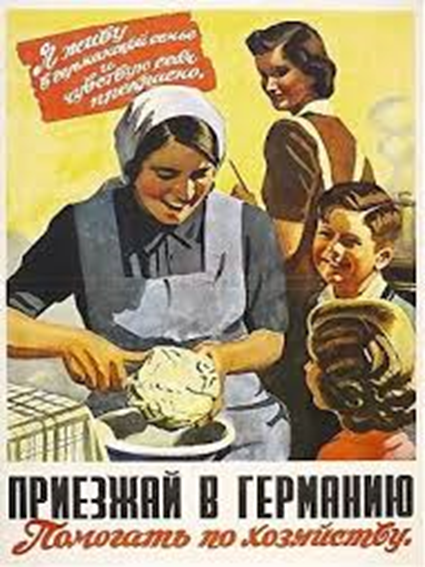 Я живу
в германской семье
и
чувствую себя
прекрасно.
ПРИЕЗЖАЙ В ГЕРМАНИЮ
Помогать по хозяйству.